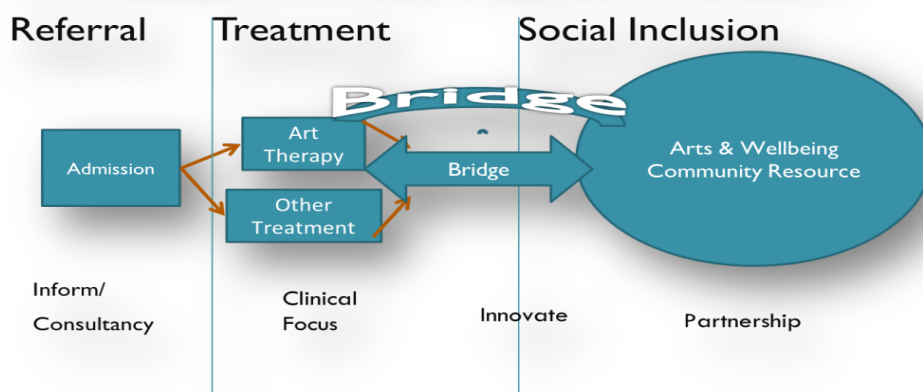 Referral
Treatment
Social Inclusion
Bridge
Admission
Art
Therapy
Other
Treatment
Bridge
Arts & Wellbeing
Community Resource
Inform/
Consultancy
Clinical
Focus
Innovate
Partnership